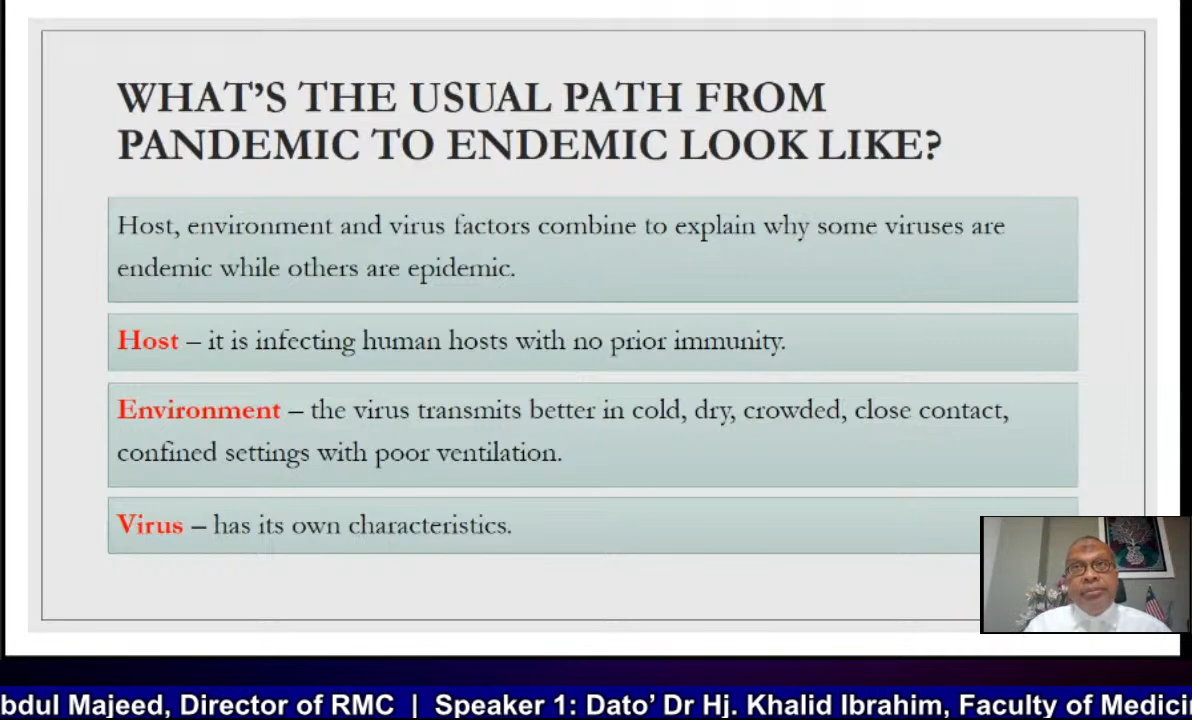 WHAT'S THE USUAL PATH FROM
PANDEMIC TO ENDEMIC LOOK LIKE?
Host, environment and virus factors combine to explain why some viruses are
endemic while others are epidemic.
Host – it is infecting human hosts with no prior immunity.
Environment – the virus transmits better in cold, dry, crowded, close contact,
confined settings with poor ventilation.
Virus – has its own characteristics.
bdul Majeed, Director of RMC | Speaker 1: Dato' Dr Hj. Khalid Ibrahim, Faculty of Medici